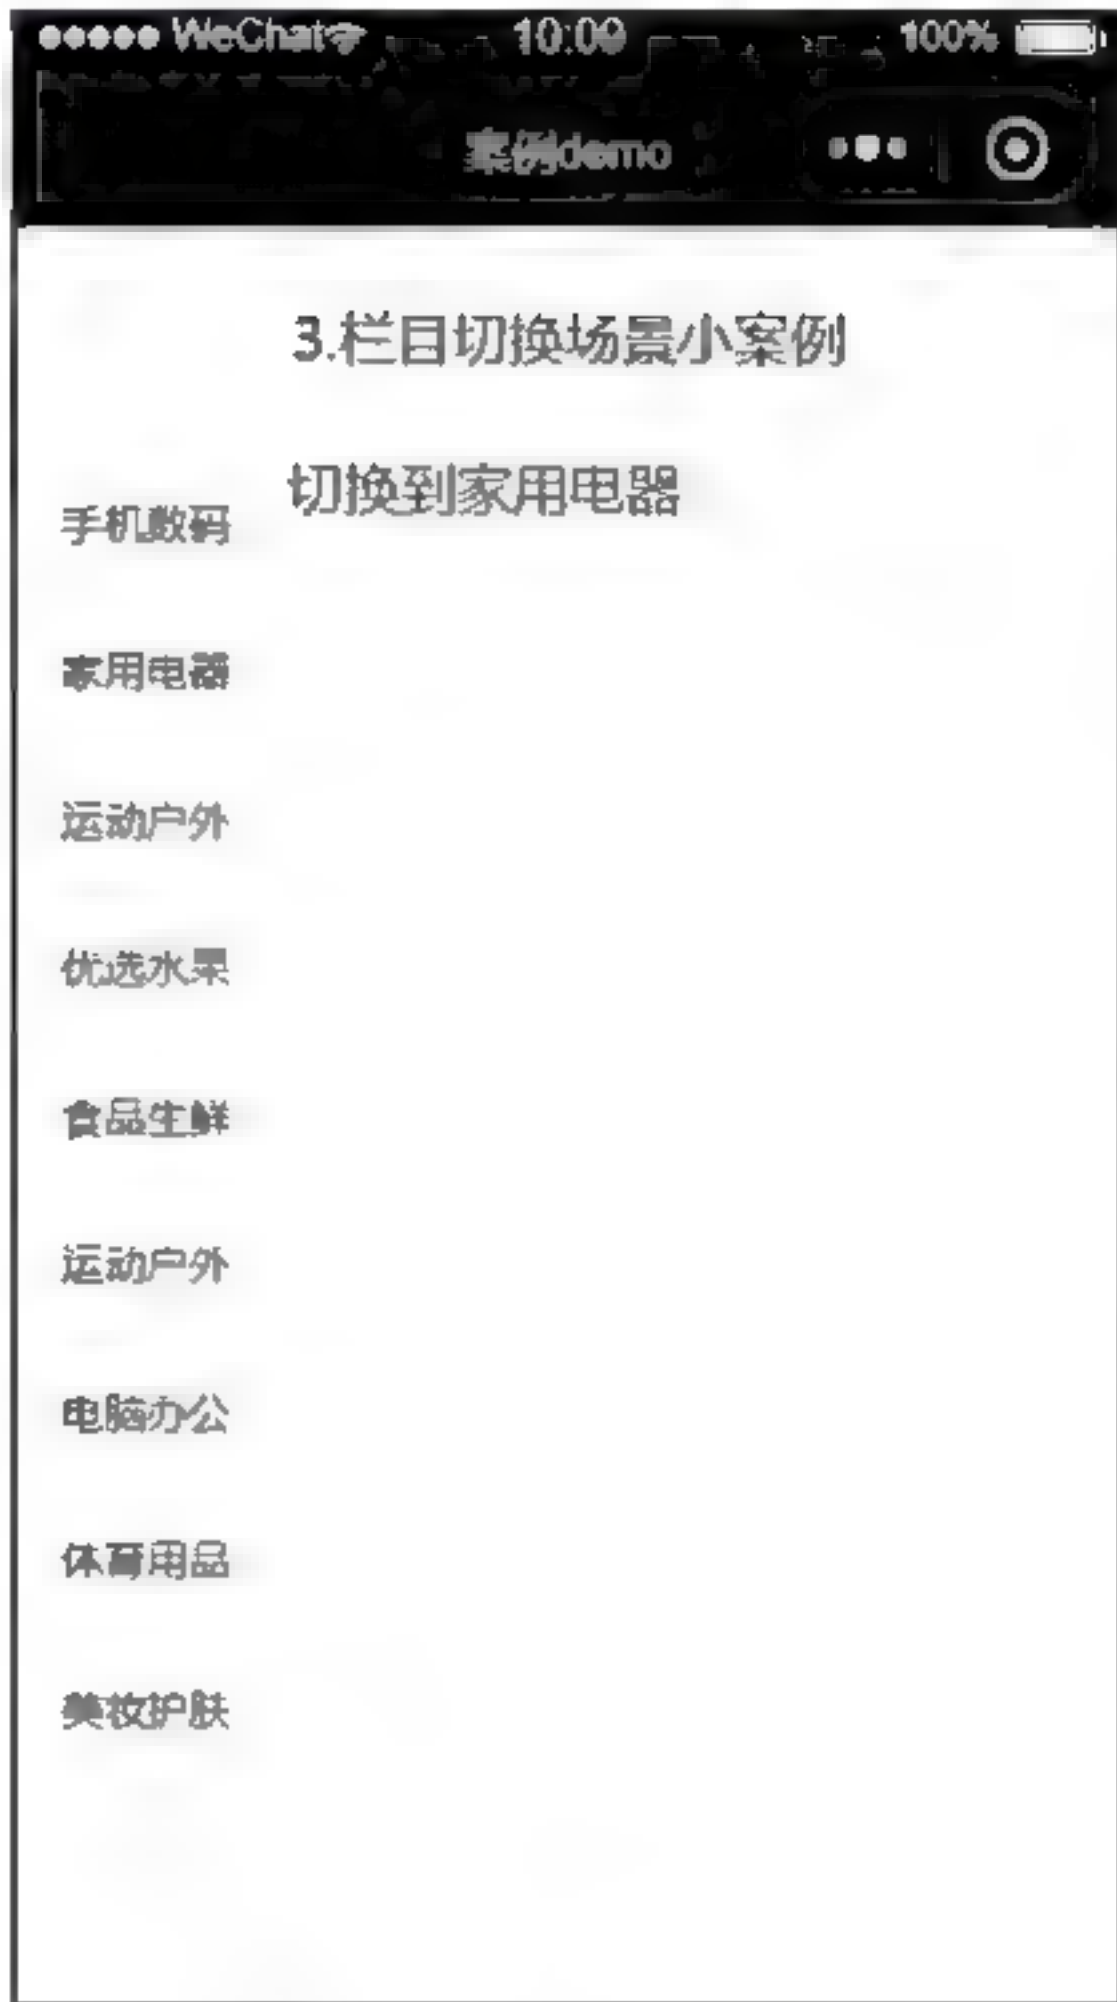 ●●●●● WeChat 10:09 100%
案例demo
3.栏目切换场景小案例
切换到家用电器
手机数码
家用电器
运动户外
优选水果
食品生鲜
运动户外
电脑办公
体育用品
美妆护肤